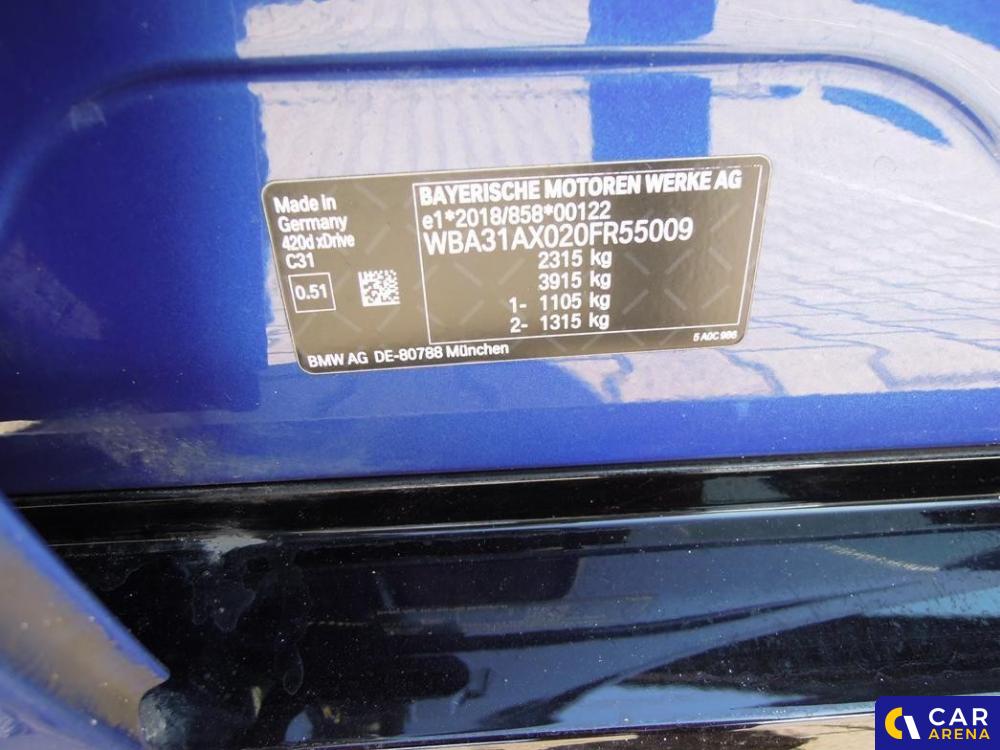 Made in
Germany
420d xDrive
C31
0.51
BAYERISCHE MOTOREN WERKE AG
e1*2018/858*00122
WBA31AX020FR55009
2315 kg
3915 kg
1- 1105 kg
2- 1315 kg
5 A0C 986
BMW AG DE-80788 München
CAR
ARENA